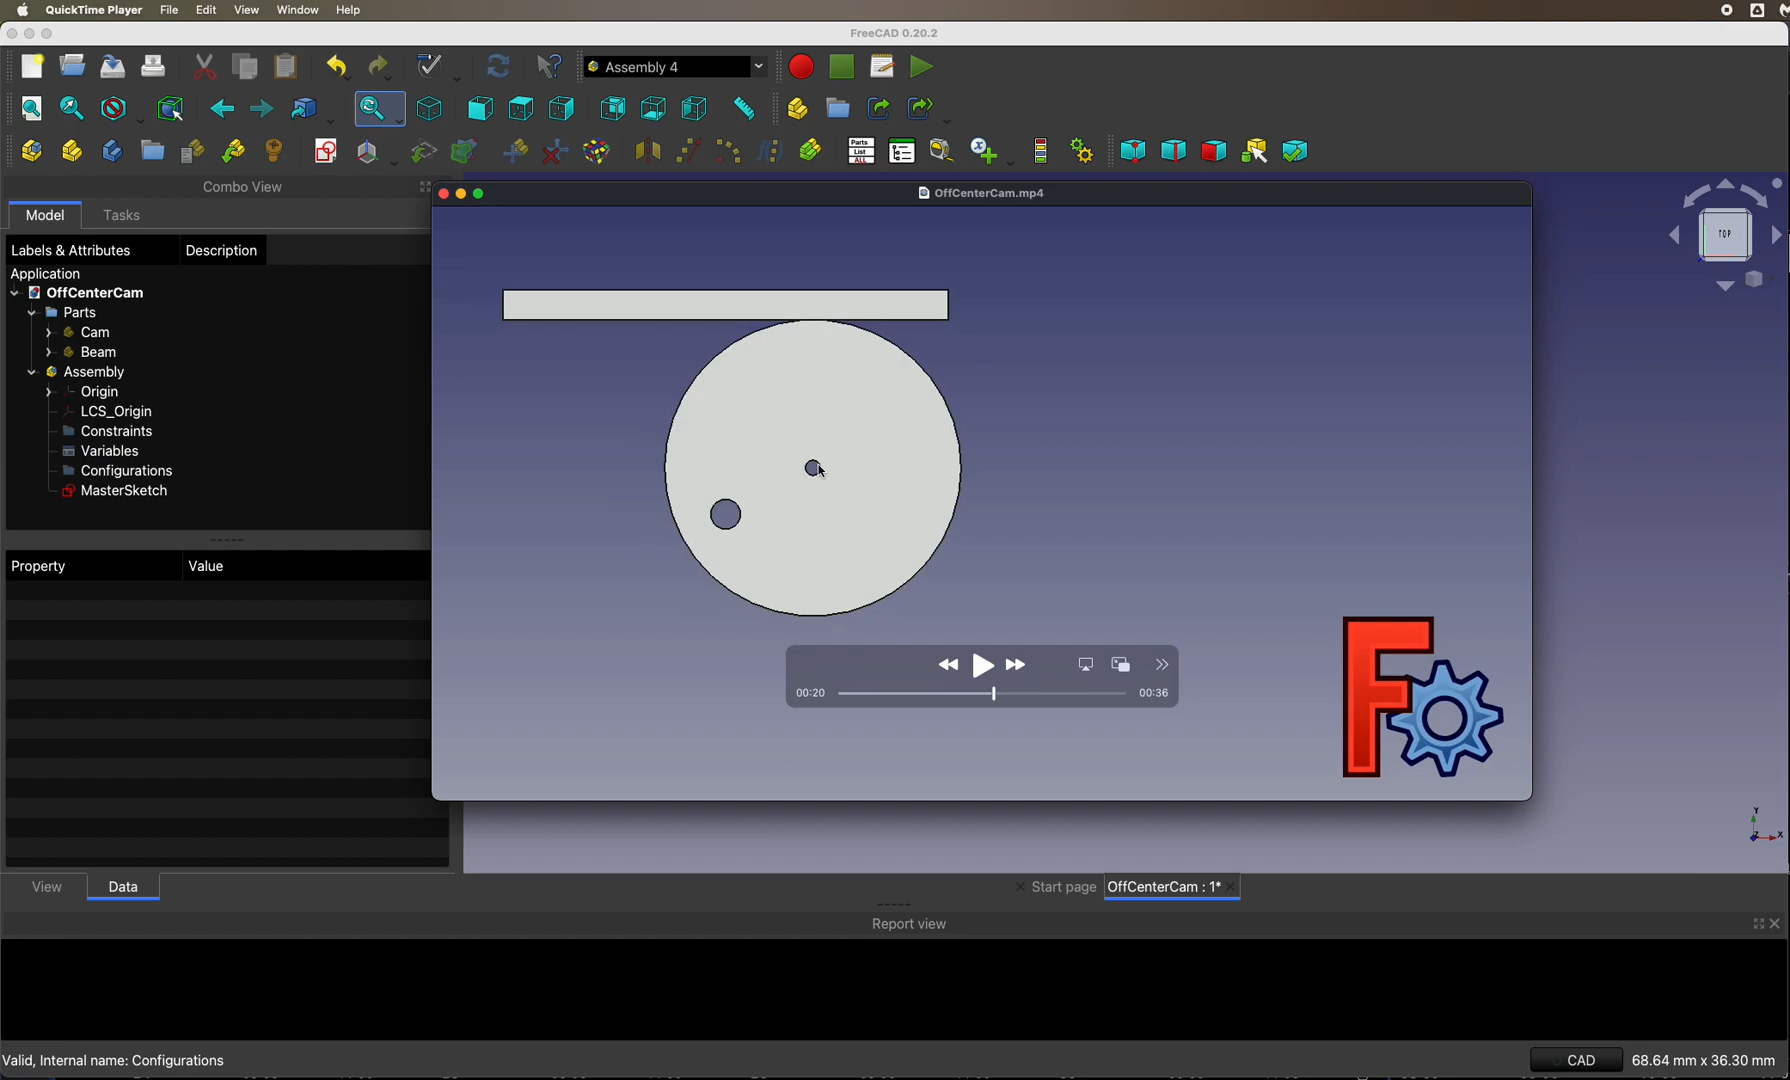 QuickTime Player File Edit View Window Help
FreeCAD 0.20.2
Assembly 4
Parts List ALL
Combo View
OffCenterCam.mp4
Model Tasks
TOP
Labels & Attributes Description
Application
OffCenterCam
Parts
Cam
Beam
Assembly
Origin
LCS_Origin
Constraints
Variables
Configurations
MasterSketch
Property Value
00:20 00:36
F
Y
Z X
View Data
Start page OffCenterCam : 1*
Report view
Valid, Internal name: Configurations
CAD 68.64 mm x 36.30 mm